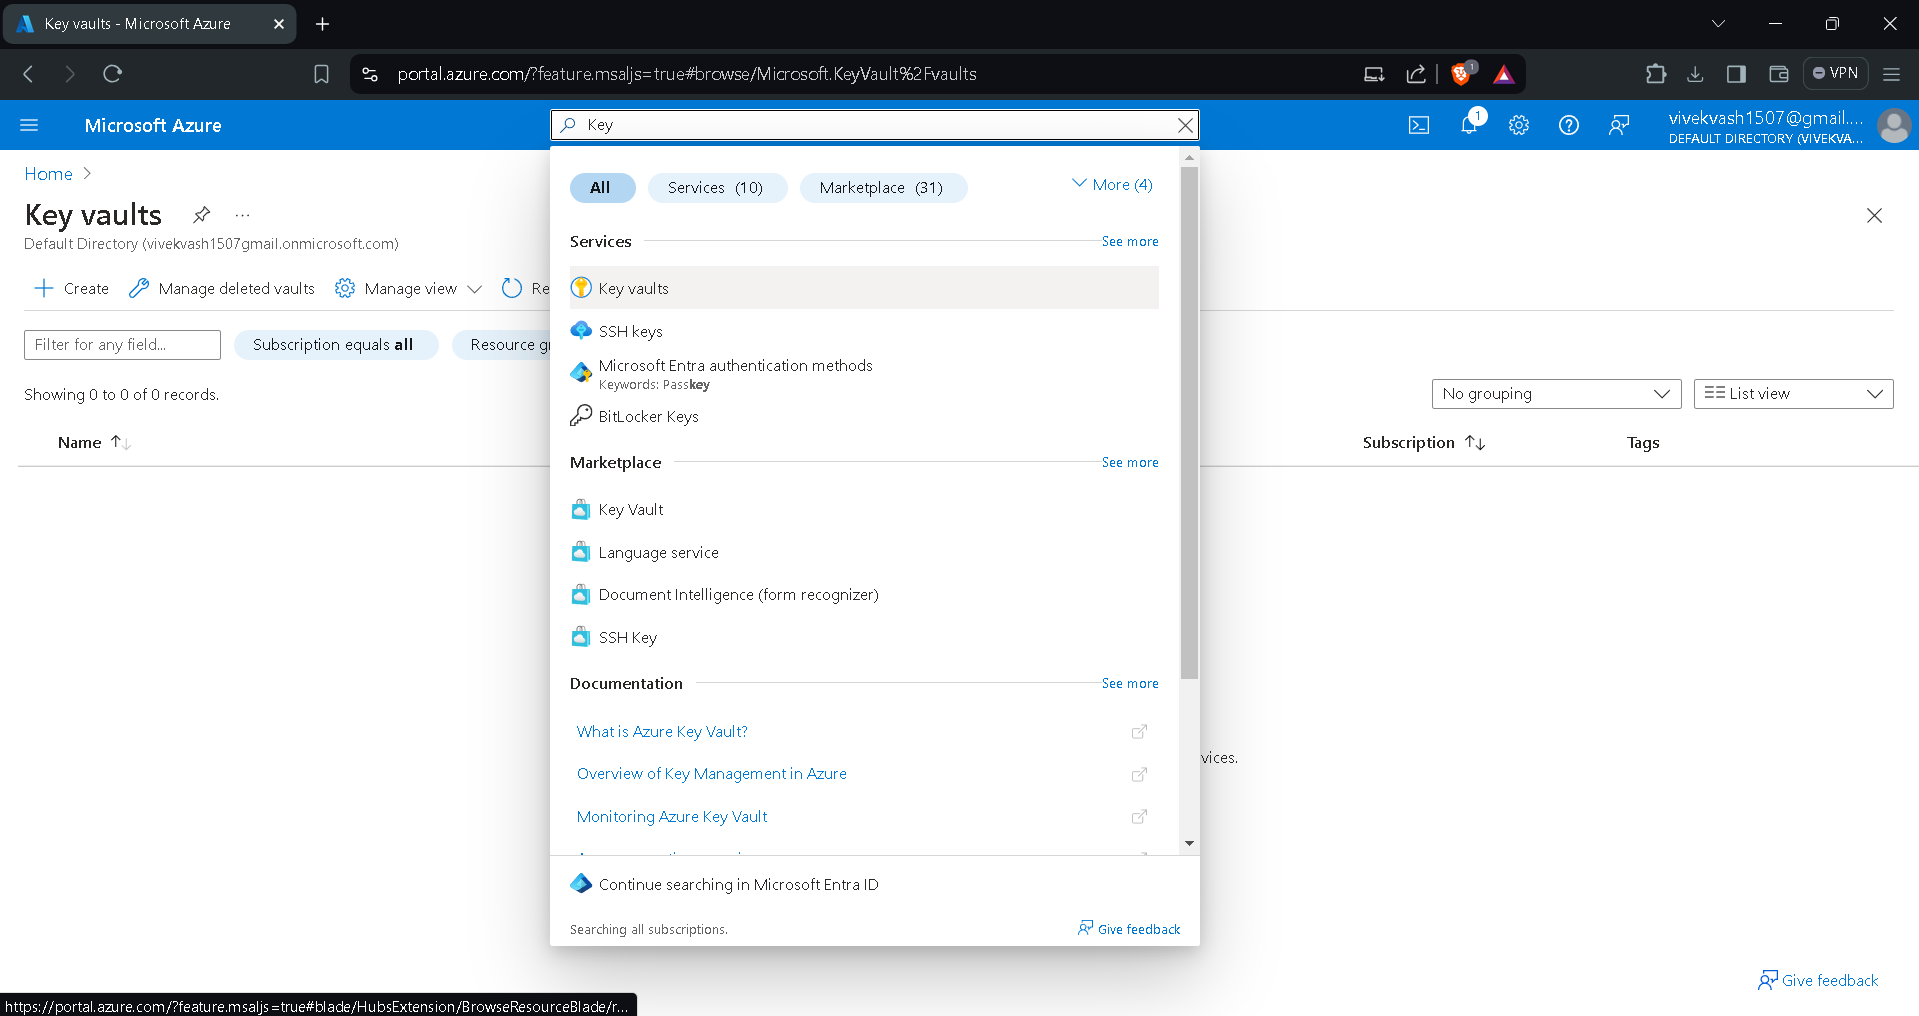 Key vaults - Microsoft Azure
portal.azure.com/?feature.msaljs=true#browse/Microsoft.KeyVault%2Fvaults
1
VPN
Microsoft Azure
Key
1
vivekvash1507@gmail....
DEFAULT DIRECTORY (VIVEKVA...
Home
Key vaults
...
Default Directory (vivekvash1507gmail.onmicrosoft.com)
Create
Manage deleted vaults
Manage view
Re
Filter for any field...
Subscription equals all
Resource g
Showing 0 to 0 of 0 records.
No grouping
List view
Name
Subscription
Tags
All
Services (10)
Marketplace (31)
More (4)
Services
See more
Key vaults
SSH keys
Microsoft Entra authentication methods
Keywords: Passkey
BitLocker Keys
Marketplace
See more
Key Vault
Language service
Document Intelligence (form recognizer)
SSH Key
Documentation
See more
What is Azure Key Vault?
Overview of Key Management in Azure
Monitoring Azure Key Vault
vices.
Continue searching in Microsoft Entra ID
Searching all subscriptions.
Give feedback
Give feedback
https://portal.azure.com/?feature.msaljs=true#blade/HubsExtension/BrowseResourceBlade/r...